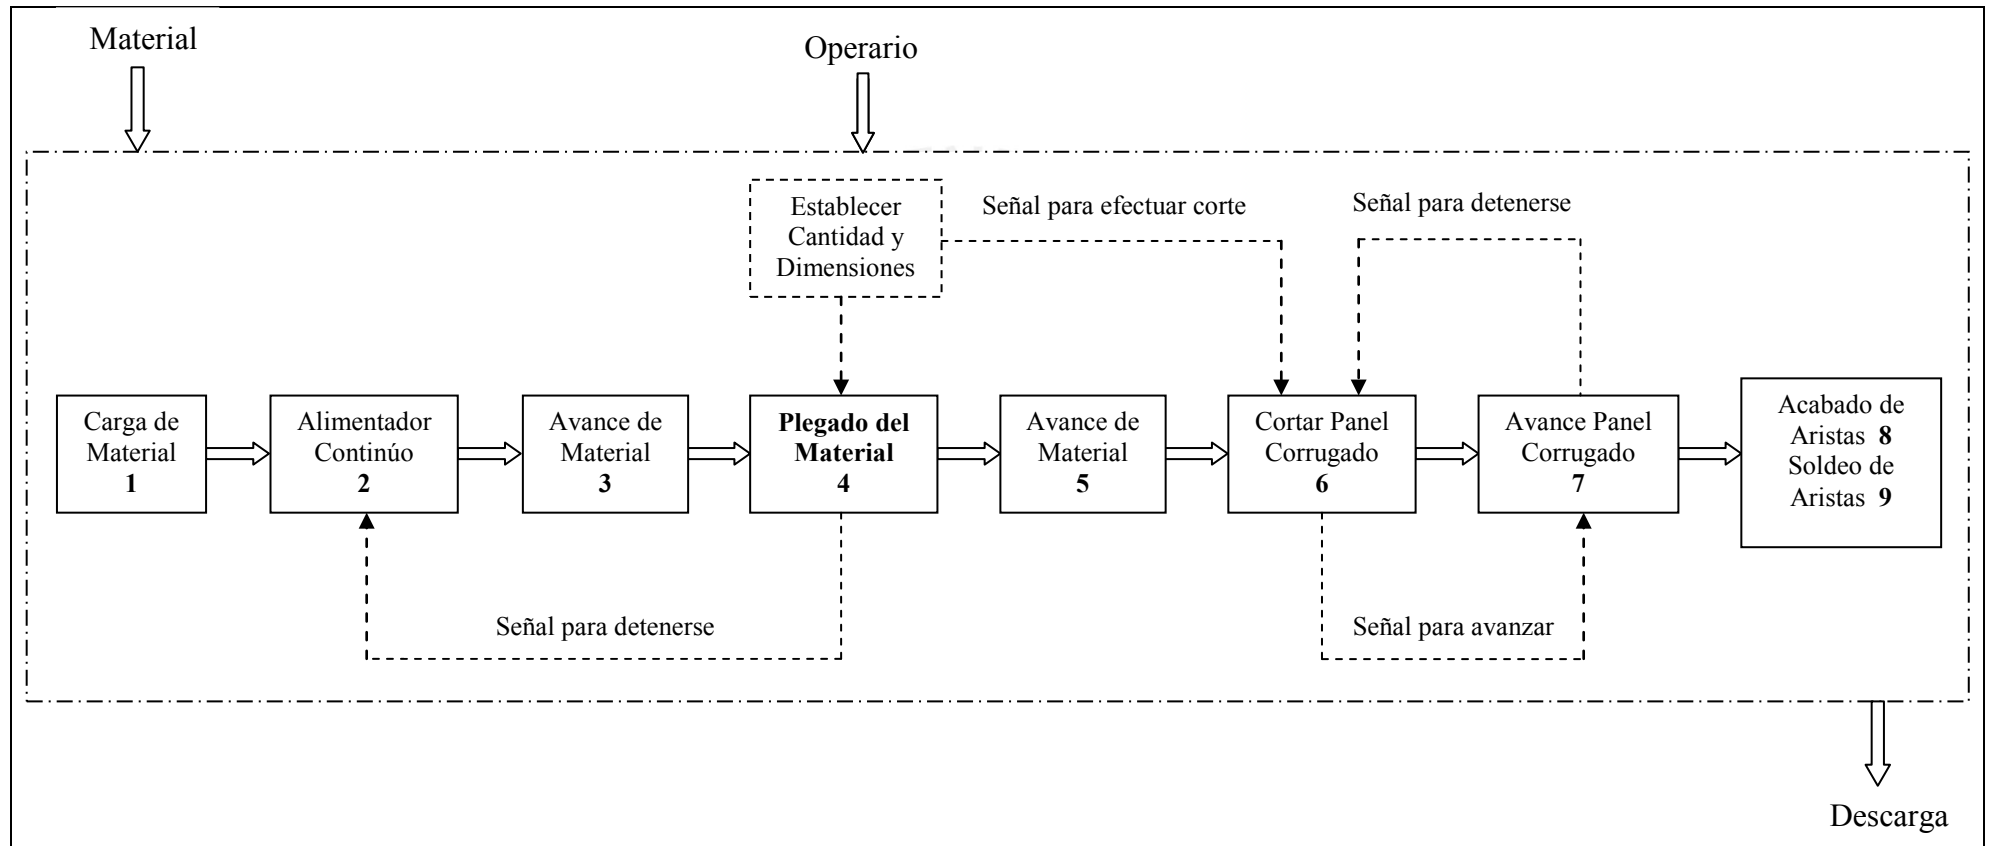 Material
Operario
Establecer
Cantidad y
Dimensiones
Señal para efectuar corte
Señal para detenerse
Carga de
Material
1
Alimentador
Continúo
2
Avance de
Material
3
Plegado del
Material
4
Avance de
Material
5
Cortar Panel
Corrugado
6
Avance Panel
Corrugado
7
Acabado de
Aristas 8
Soldeo de
Aristas 9
Señal para detenerse
Señal para avanzar
Descarga